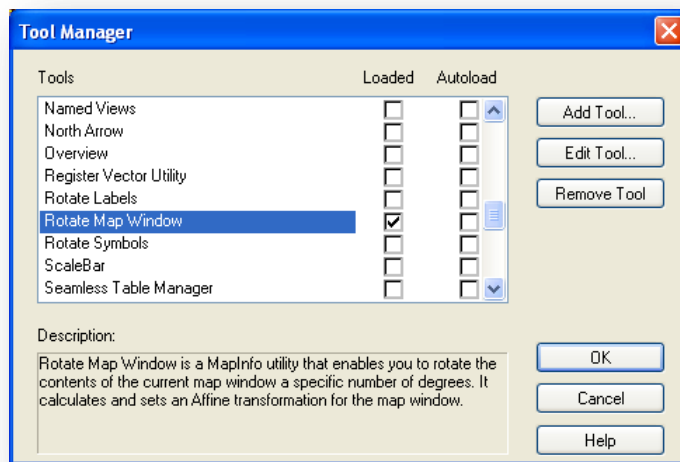 Tool Manager
Tools Loaded Autoload
Named Views
North Arrow
Overview
Register Vector Utility
Rotate Labels
Rotate Map Window
Rotate Symbols
ScaleBar
Seamless Table Manager
Add Tool...
Edit Tool...
Remove Tool
Description:
Rotate Map Window is a MapInfo utility that enables you to rotate the
contents of the current map window a specific number of degrees. It
calculates and sets an Affine transformation for the map window.
OK
Cancel
Help